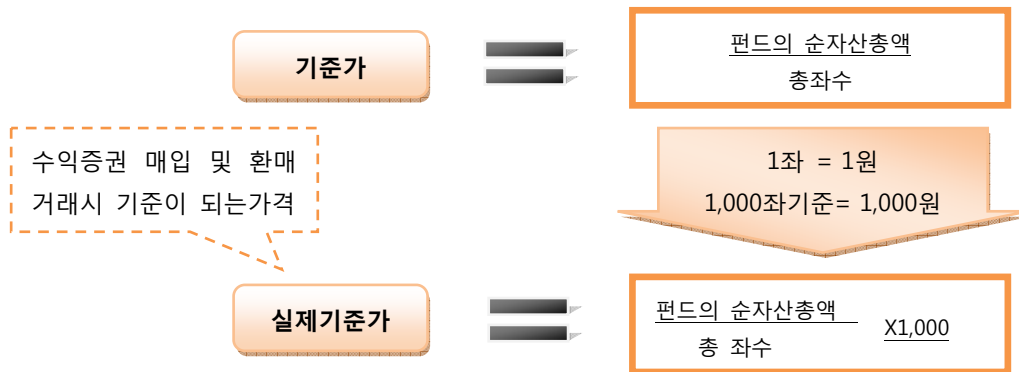 기준가
펀드의 순자산총액
총좌수
수익증권 매입 및 환매
거래시 기준이 되는가격
1좌 = 1원
1,000좌기준= 1,000원
실제기준가
펀드의 순자산총액
총 좌수
X1,000